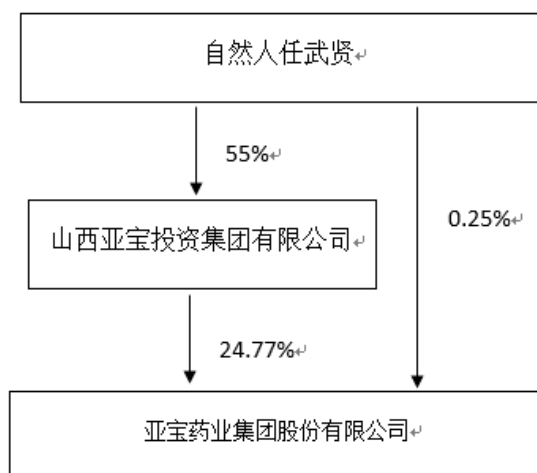 自然人任武贤
55%
山西亚宝投资集团有限公司
0.25%
24.77%
亚宝药业集团股份有限公司